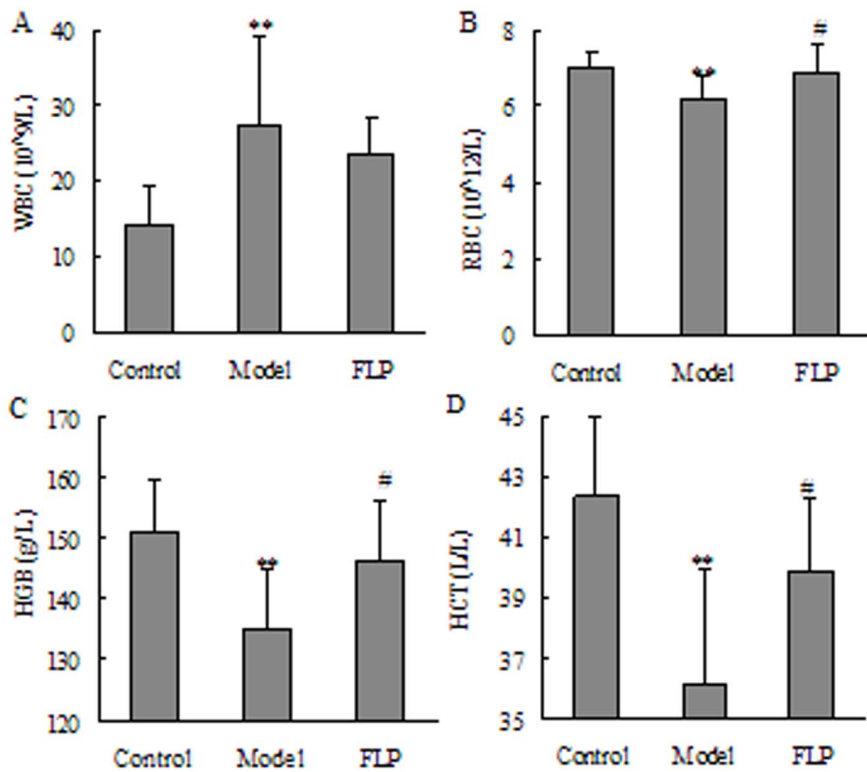 A
WBC (10^9/L)
40
30
20
10
0
**
Control Model FLP
B
RBC (10^12/L)
8
6
4
2
0
**
#
Control Model FLP
C
HGB (g/L)
170
160
150
140
130
120
**
#
Control Model FLP
D
HCT (L/L)
45
43
41
39
37
35
**
#
Control Model FLP